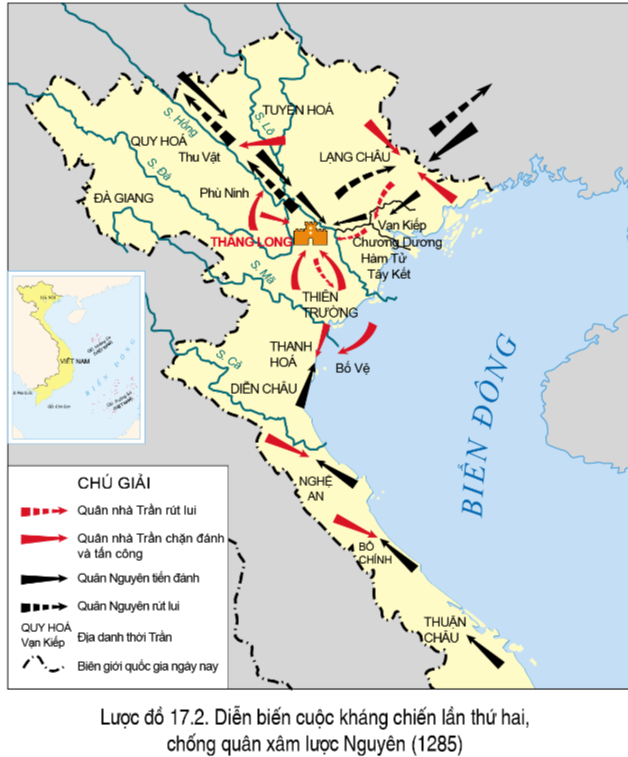 TUYÊN HOÁ
S. Hồng
S. Lô
QUY HOÁ
Thu Vật
LẠNG CHÂU
S. Đà
Phù Ninh
ĐÀ GIANG
Vạn Kiếp
THĂNG LONG
Chương Dương
Hàm Tử
Tây Kết
S. Mã
THIÊN
TRƯỜNG
THANH
HOÁ
Bố Vệ
S. Cả
DIỄN CHÂU
VIỆT NAM
BIỂN ĐÔNG
BIỂN ĐÔNG
NGHỆ
AN
BỐ
CHÍNH
THUẬN
CHÂU
CHÚ GIẢI
Quân nhà Trần rút lui
Quân nhà Trần chặn đánh
và tấn công
Quân Nguyên tiến đánh
Quân Nguyên rút lui
QUY HOÁ
Vạn Kiếp
Địa danh thời Trần
Biên giới quốc gia ngày nay
Lược đồ 17.2. Diễn biến cuộc kháng chiến lần thứ hai,
chống quân xâm lược Nguyên (1285)